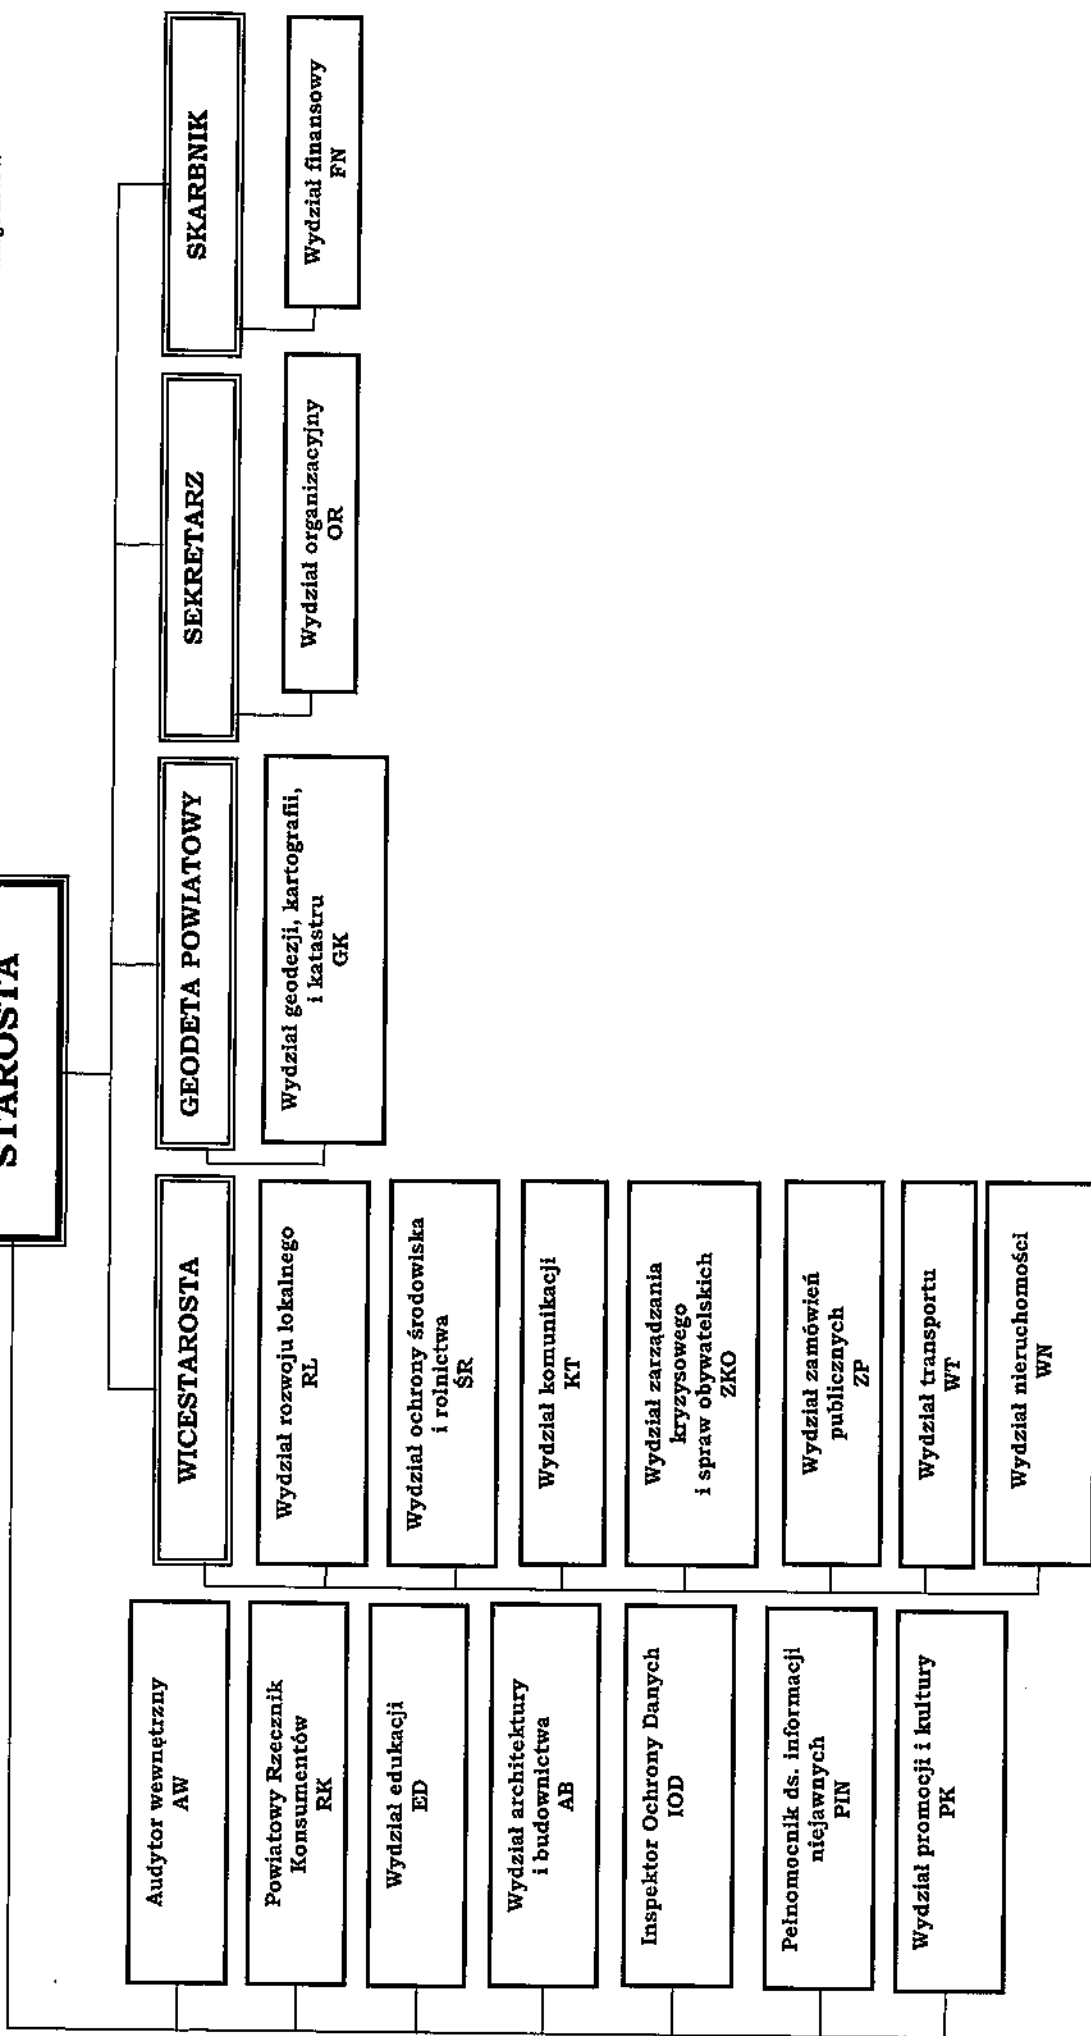 STAROSTA
WICESTAROSTA
GEODETA POWIATOWY
SEKRETARZ
SKARBNIK
Audytor wewnętrzny
AW
Powiatowy Rzecznik
Konsumentów
RK
Wydział edukacji
ED
Wydział architektury
i budownictwa
AB
Inspektor Ochrony Danych
IOD
Pełnomocnik ds. informacji
niejawnych
PIN
Wydział promocji i kultury
PK
Wydział rozwoju lokalnego
RL
Wydział ochrony środowiska
i rolnictwa
ŚR
Wydział komunikacji
KT
Wydział zarządzania
kryzysowego
i spraw obywatelskich
ZKO
Wydział zamówień
publicznych
ZP
Wydział transportu
WT
Wydział nieruchomości
WN
Wydział geodezji, kartografii,
i katastru
GK
Wydział organizacyjny
OR
Wydział finansowy
FN